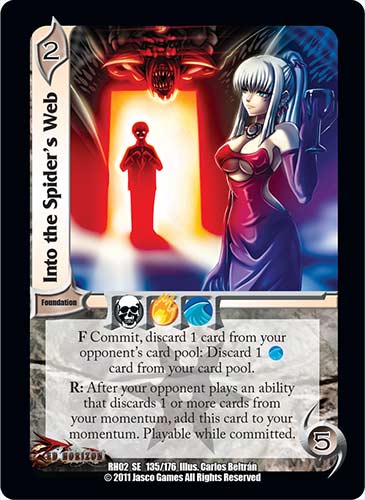 2
Into the Spider's Web
Foundation
F Commit, discard 1 card from your
opponent's card pool: Discard 1
card from your card pool.
R: After your opponent plays an ability
that discards 1 or more cards from
your momentum, add this card to your
momentum. Playable while committed.
5
RED HORIZON
RH02 SE 135/176 Illus. Carlos Beltrán
© 2011 Jasco Games All Rights Reserved